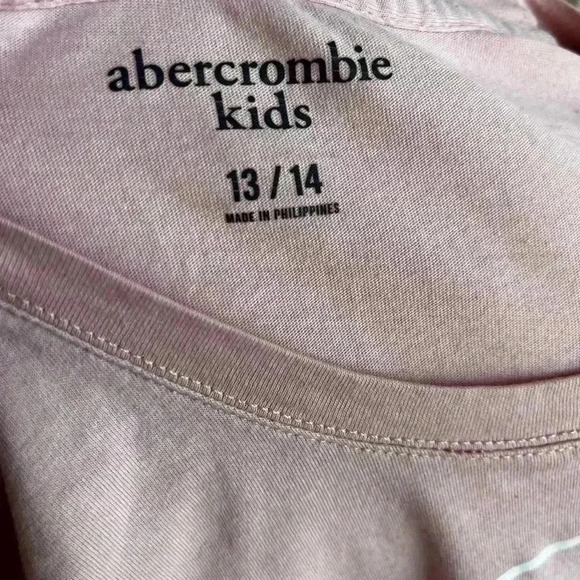 abercrombie
kids
13 / 14
MADE IN PHILIPPINES